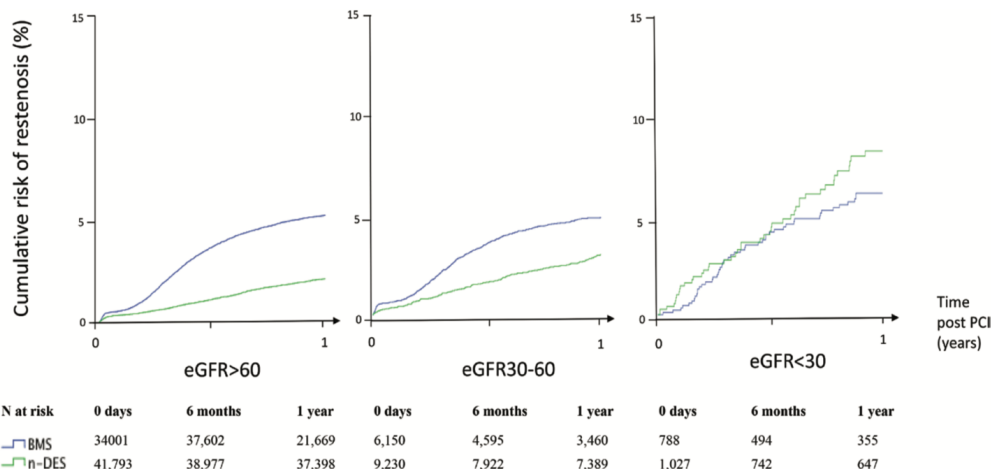 Cumulative risk of restenosis (%)
15 15 15
10 10 10
5 5 5
0 0 0
0 1 0 1 0 1
Time
post PCI
(years)
eGFR>60 eGFR30-60 eGFR<30
N at risk 0 days 6 months 1 year 0 days 6 months 1 year 0 days 6 months 1 year
BMS 34001 37,602 21,669 6,150 4,595 3,460 788 494 355
n-DES 41.793 38.977 37.398 9.230 7.922 7.389 1.027 742 647